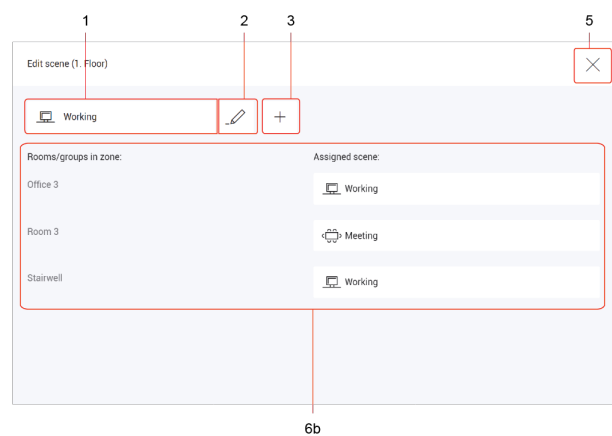 1 2 3 5
Edit scene (1. Floor)
Working
Rooms/groups in zone: Assigned scene:
Office 3 Working
Room 3 Meeting
Stairwell Working
6b